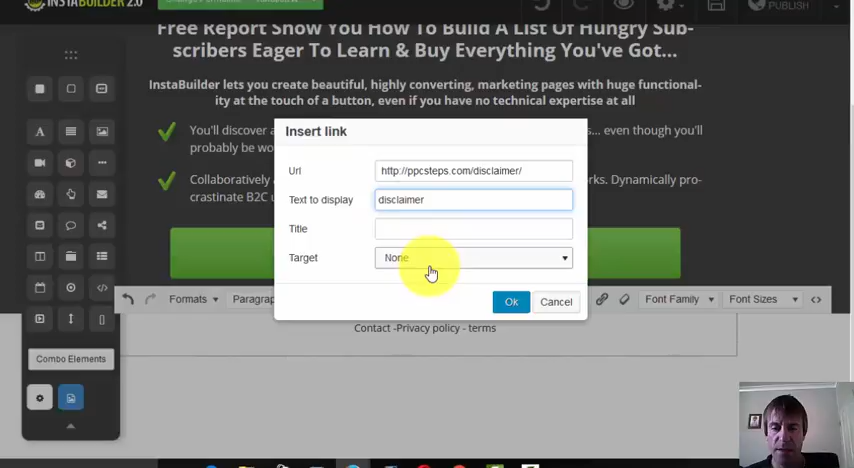 INSTABUILDER 2.0
PUBLISH
Free Report Show You How To Build A List Of Hungry Sub-
scribers Eager To Learn & Buy Everything You've Got...
InstaBuilder lets you create beautiful, highly converting, marketing pages with huge functional-
ity at the touch of a button, even if you have no technical expertise at all
You'll discover a
s... even though you'll
probably be wo
Collaboratively a
rks. Dynamically pro-
crastinate B2C u
Insert link
Url
http://ppcsteps.com/disclaimer/
Text to display
disclaimer
Title
Target
None
Ok
Cancel
Formats
Paragra
Font Family
Font Sizes
Contact -Privacy policy - terms
Combo Elements